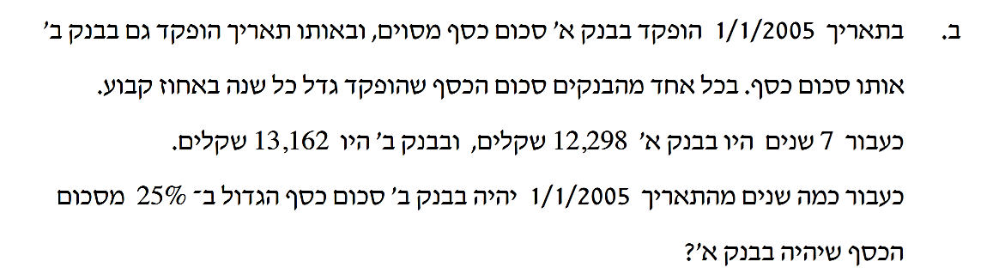 ב. בתאריך 1/1/2005 הופקד בבנק א' סכום כסף מסוים, ובאותו תאריך הופקד גם בבנק ב'
אותו סכום כסף. בכל אחד מהבנקים סכום הכסף שהופקד גדל כל שנה באחוז קבוע.
כעבור 7 שנים היו בבנק א' 12,298 שקלים, ובבנק ב' היו 13,162 שקלים.
כעבור כמה שנים מהתאריך 1/1/2005 יהיה בבנק ב' סכום כסף הגדול ב־ 25% מסכום
הכסף שיהיה בבנק א'?